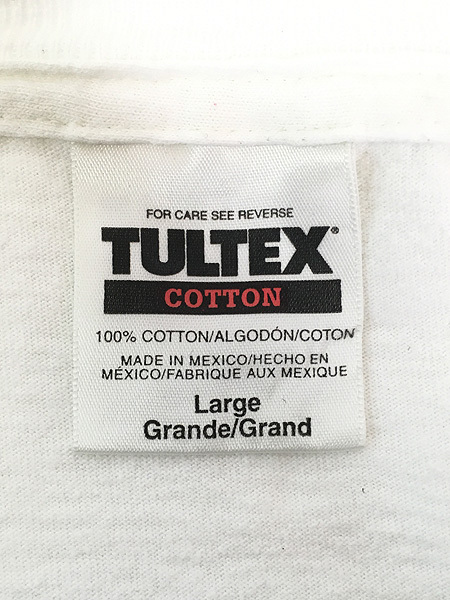 FOR CARE SEE REVERSE
TULTEX®
COTTON
100% COTTON/ALGODÓN/COTON
MADE IN MEXICO/HECHO EN
MÉXICO/FABRIQUE AUX MEXIQUE
Large
Grande/Grand